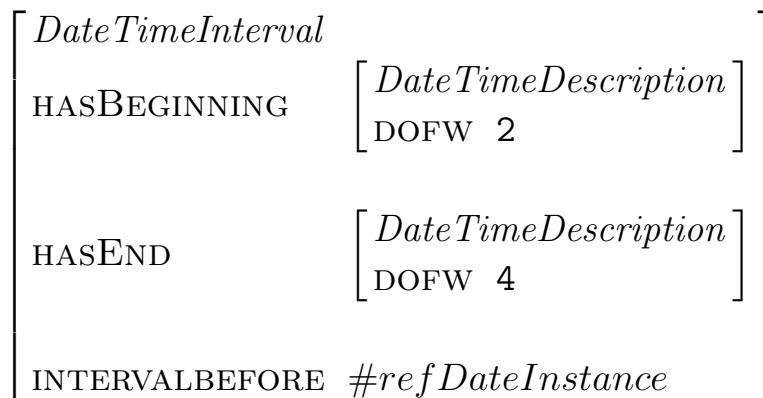 DateTimeInterval
HASBEGINNING DateTimeDescription
DOFW 2
HASEND DateTimeDescription
DOFW 4
INTERVALBEFORE #refDateInstance